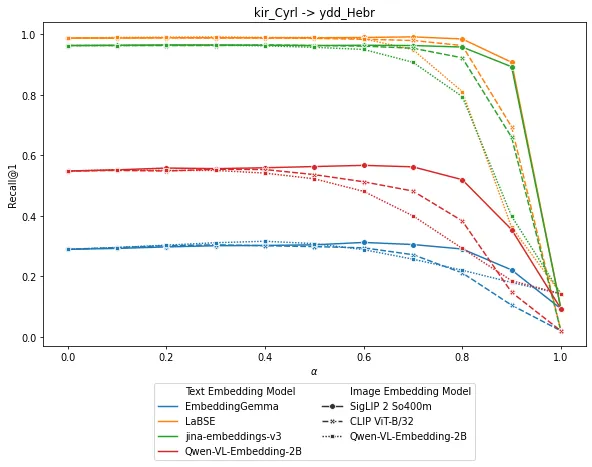 kir_Cyrl -> ydd_Hebr
Recall@1
1.0
0.8
0.6
0.4
0.2
0.0
0.0 0.2 0.4 0.6 0.8 1.0
α
Text Embedding Model
EmbeddingGemma
LaBSE
jina-embeddings-v3
Qwen-VL-Embedding-2B
Image Embedding Model
SigLIP 2 So400m
CLIP ViT-B/32
Qwen-VL-Embedding-2B